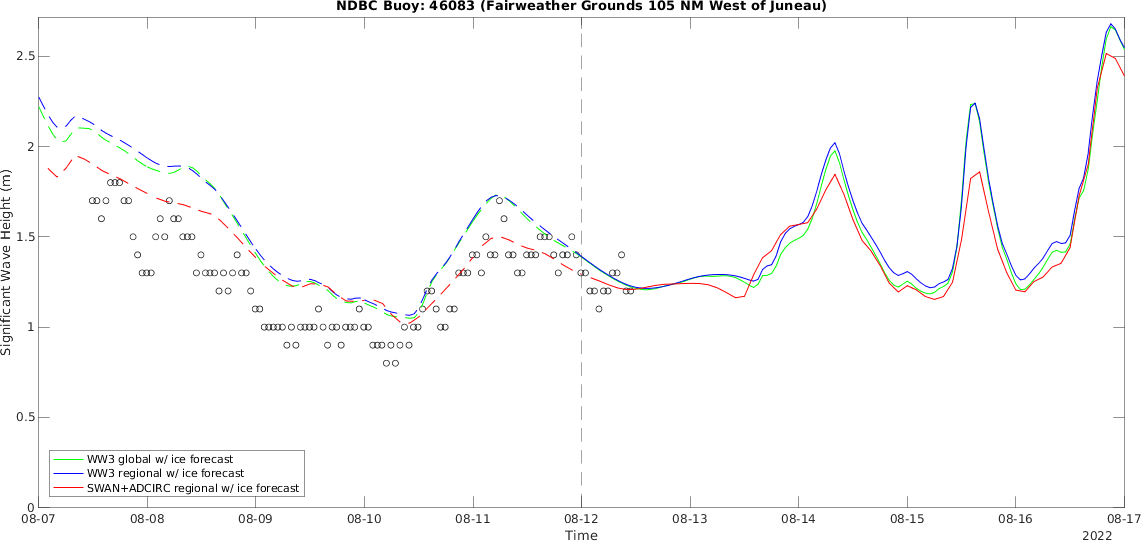 NDBC Buoy: 46083 (Fairweather Grounds 105 NM West of Juneau)
Significant Wave Height (m)
2.5
2
1.5
1
0.5
0
WW3 global w/ ice forecast
WW3 regional w/ ice forecast
SWAN+ADCIRC regional w/ ice forecast
08-07 08-08 08-09 08-10 08-11 08-12 08-13 08-14 08-15 08-16 08-17
Time
2022